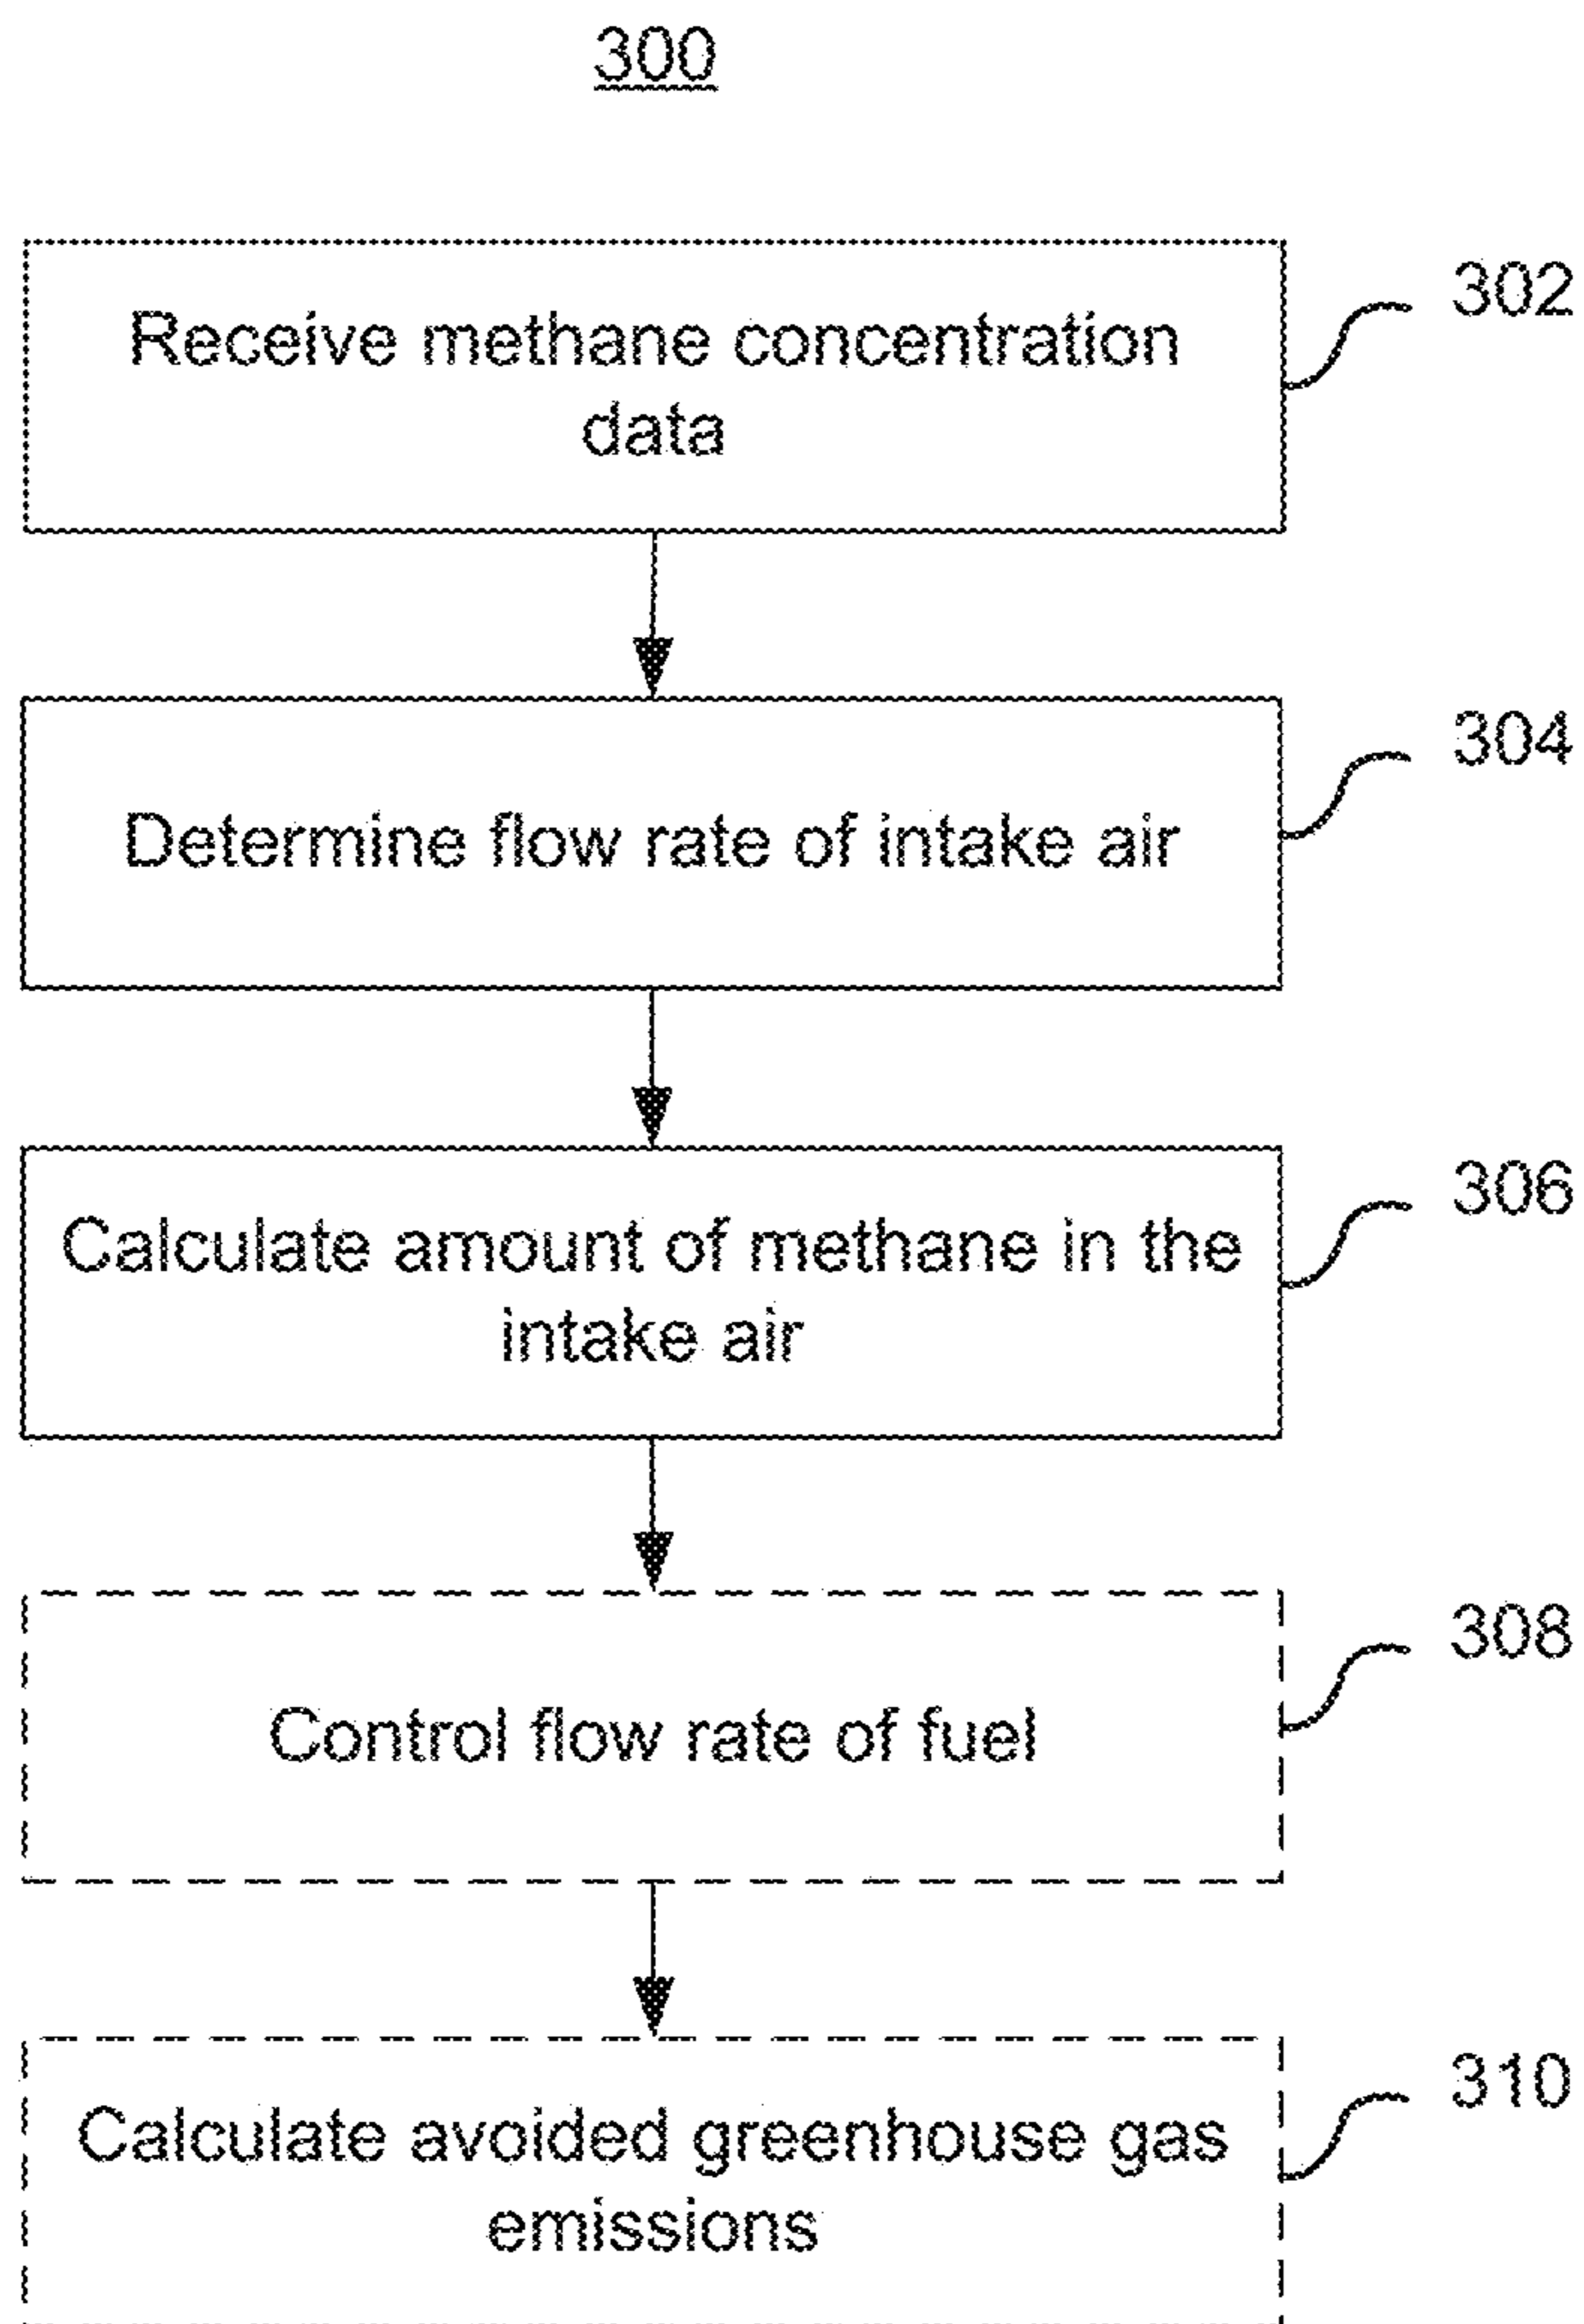 300
Receive methane concentration
data
302
Determine flow rate of intake air
304
Calculate amount of methane in the
intake air
306
Control flow rate of fuel
308
Calculate avoided greenhouse gas
emissions
310